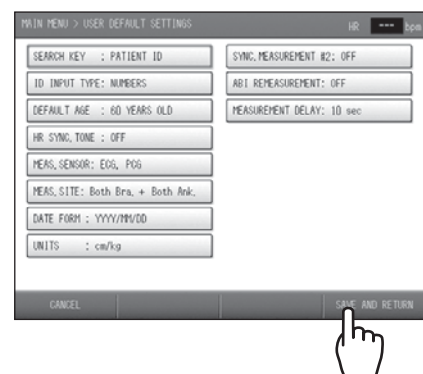 MAIN MENU > USER DEFAULT SETTINGS
HR --- bpm
SEARCH KEY : PATIENT ID
ID INPUT TYPE: NUMBERS
DEFAULT AGE : 60 YEARS OLD
HR SYNC. TONE : OFF
MEAS. SENSOR: ECG, PCG
MEAS. SITE: Both Bra. + Both Ank.
DATE FORM : YYYY/MM/DD
UNITS : cm/kg
SYNC. MEASUREMENT #2: OFF
ABI REMEASUREMENT: OFF
MEASUREMENT DELAY: 10 sec
CANCEL
SAVE AND RETURN